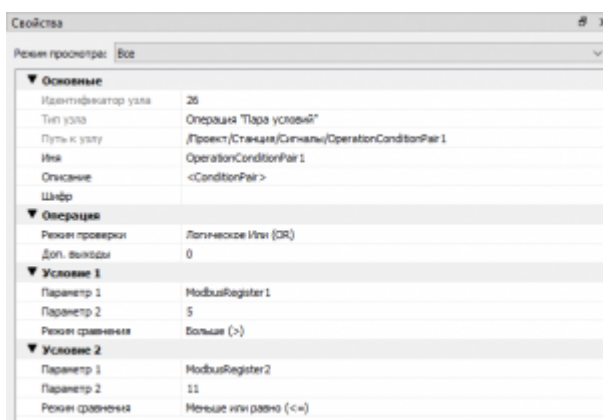 Свойства
Режим просмотра: Все
Основные
Идентификатор узла 26
Тип узла Операция "Пара условий"
Путь к узлу /Проект/Станция/Сигналы/OperationConditionPair1
Имя OperationConditionPair1
Описание <ConditionPair>
Шифр
Операция
Режим проверки Логическое Или (OR)
Доп. выходы 0
Условие 1
Параметр 1 ModbusRegister1
Параметр 2 5
Режим сравнения Больше (>)
Условие 2
Параметр 1 ModbusRegister2
Параметр 2 11
Режим сравнения Меньше или равно (<=)